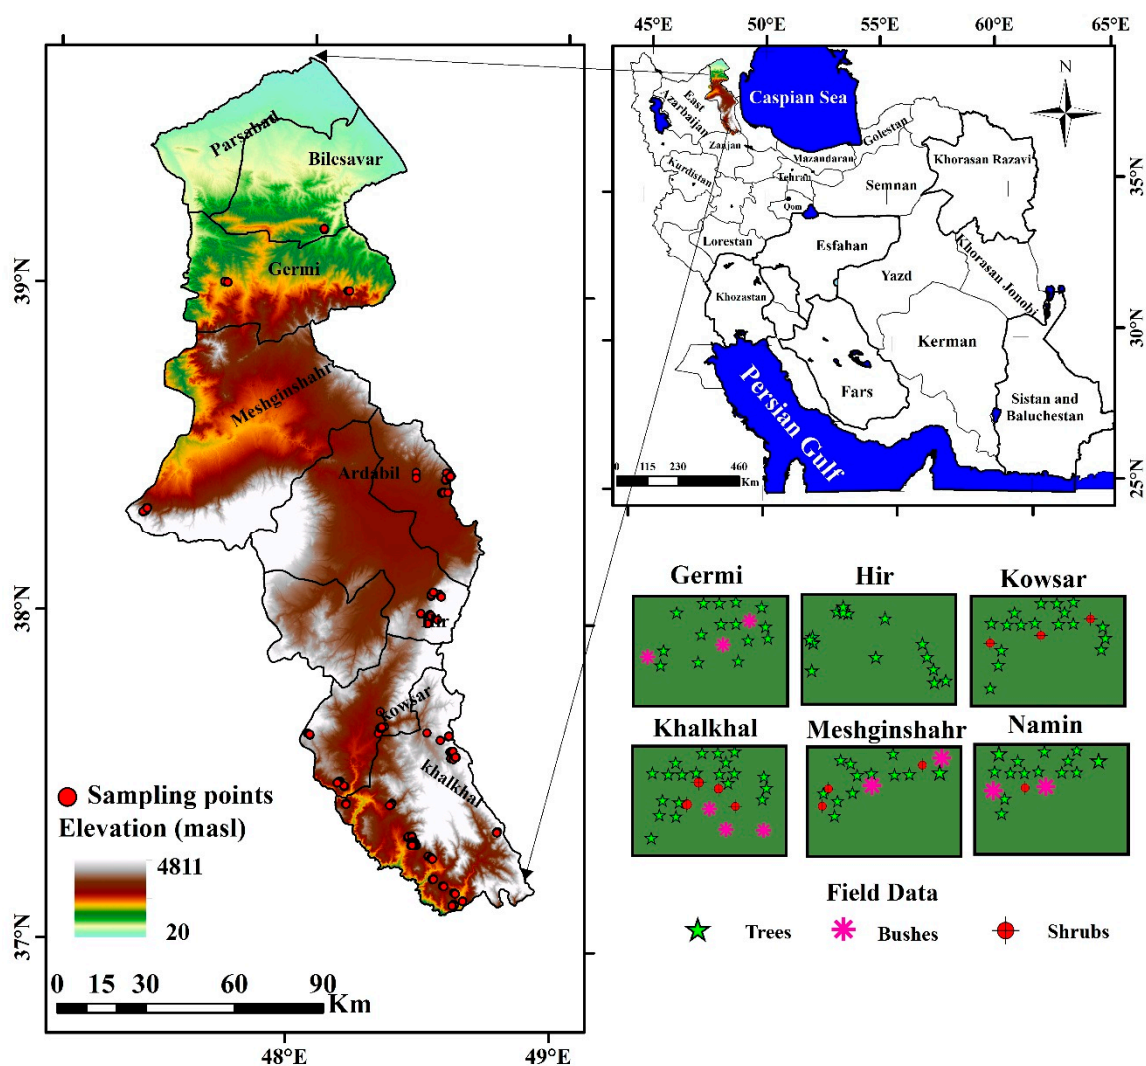 45°E
50°E
55°E
60°E
65°E
N
Caspian Sea
East
Azarbaijan
Zanjan
Kurdistan
Golestan
Mazandaran
Tehran
Qom
Semnan
Khorasan Razavi
Lorestan
Esfahan
Yazd
Khorasan Jonobi
Khozastan
Kerman
Fars
Sistan and
Baluchestan
Persian Gulf
0 115 230 460
Km
35°N
30°N
25°N
Parsabad
Bilcsavar
Germi
Meshginshahr
Ardabil
kowsar
khalkhal
39°N
38°N
37°N
48°E
49°E
Sampling points
Elevation (masl)
4811
20
0 15 30 60 90
Km
Germi
Hir
Kowsar
Khalkhal
Meshginshahr
Namin
Field Data
Trees
Bushes
Shrubs